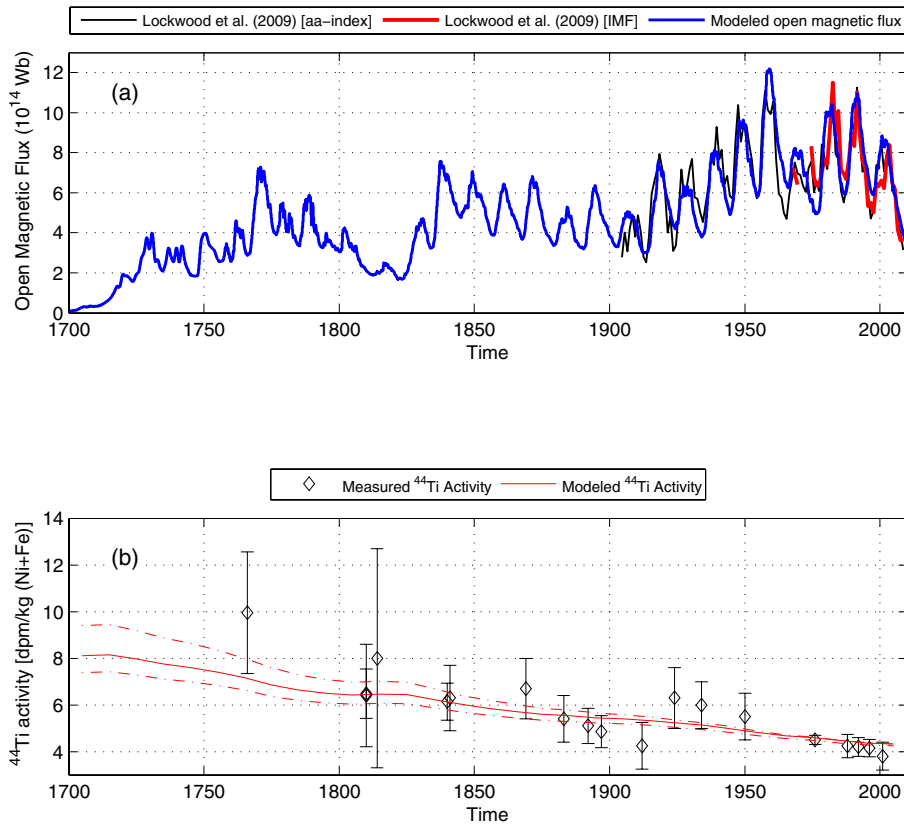 Lockwood et al. (2009) [aa-index] Lockwood et al. (2009) [IMF] Modeled open magnetic flux
(a)
Open Magnetic Flux (10^14 Wb)
12
10
8
6
4
2
0
1700 1750 1800 1850 1900 1950 2000
Time
Measured ^44Ti Activity Modeled ^44Ti Activity
(b)
^44Ti activity [dpm/kg (Ni+Fe)]
14
12
10
8
6
4
1700 1750 1800 1850 1900 1950 2000
Time